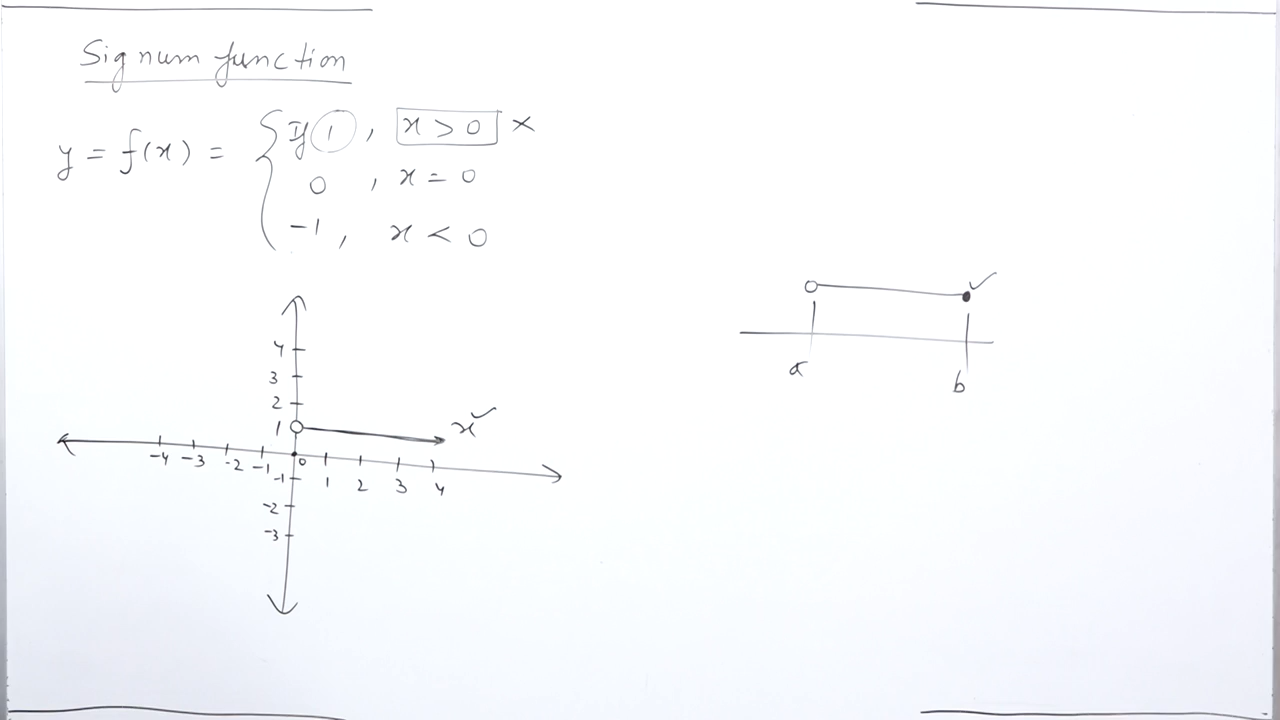 Signum function
y = f(x) = { If 1 , x > 0 ×
0 , x = 0
-1 , x < 0
4
3
2
1
x ✓
-4 -3 -2 -1 0 1 2 3 4
-1
-2
-3
✓
a b